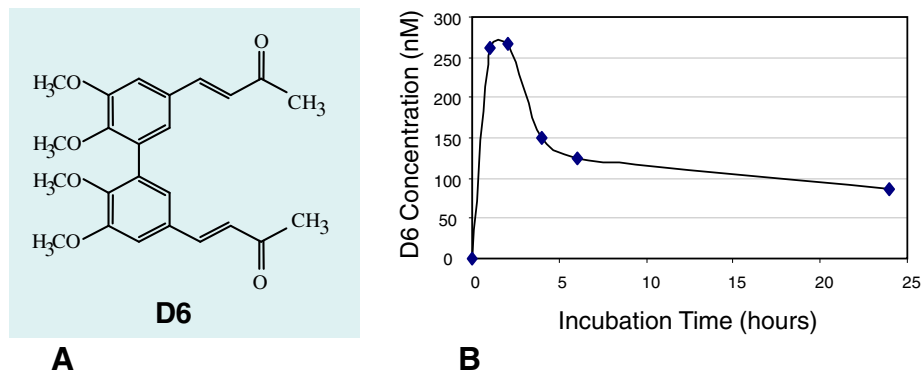 O
H₃CO
CH₃
H₃CO
H₃CO
CH₃
H₃CO
O
D6
A
D6 Concentration (nM)
300
250
200
150
100
50
0
0 5 10 15 20 25
Incubation Time (hours)
B